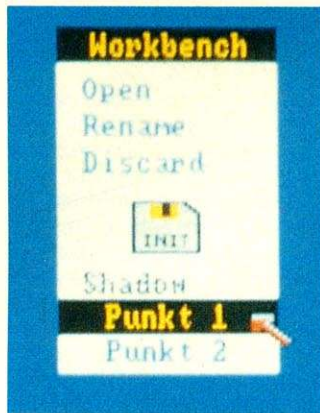 Workbench
Open
Rename
Discard
INIT
Shadow
Punkt 1
Punkt 2